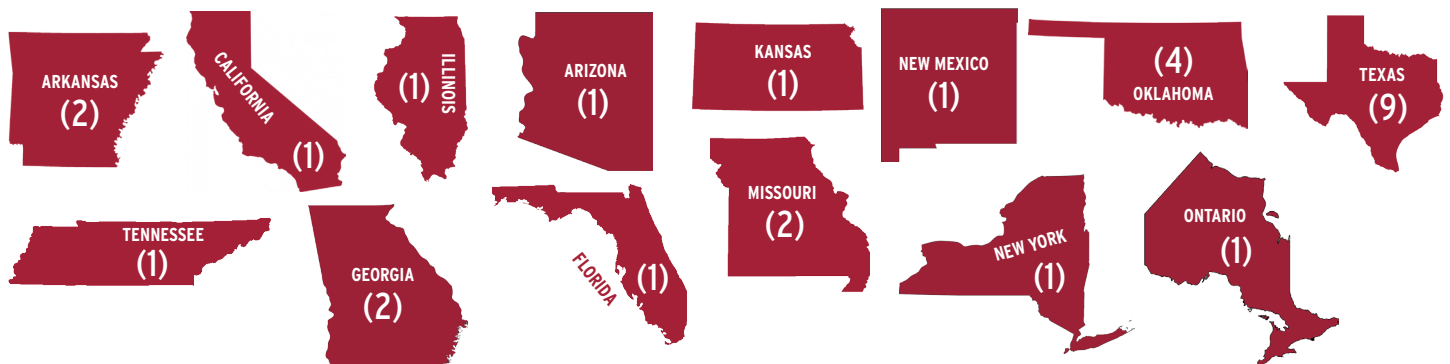 ARKANSAS
(2)
CALIFORNIA
(1)
ILLINOIS
(1)
ARIZONA
(1)
KANSAS
(1)
NEW MEXICO
(1)
(4)
OKLAHOMA
TEXAS
(9)
TENNESSEE
(1)
GEORGIA
(2)
FLORIDA
(1)
MISSOURI
(2)
NEW YORK
(1)
ONTARIO
(1)